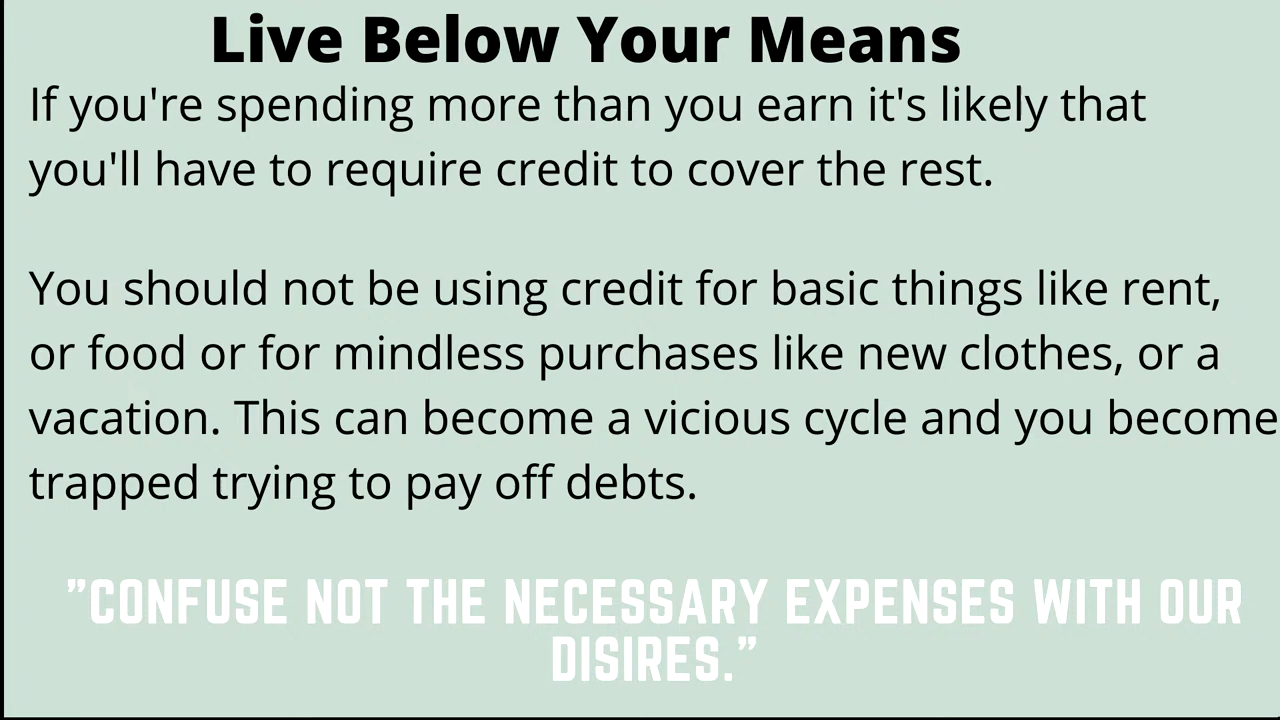 Live Below Your Means
If you're spending more than you earn it's likely that
you'll have to require credit to cover the rest.
You should not be using credit for basic things like rent,
or food or for mindless purchases like new clothes, or a
vacation. This can become a vicious cycle and you become
trapped trying to pay off debts.
"CONFUSE NOT THE NECESSARY EXPENSES WITH OUR
DISIRES."